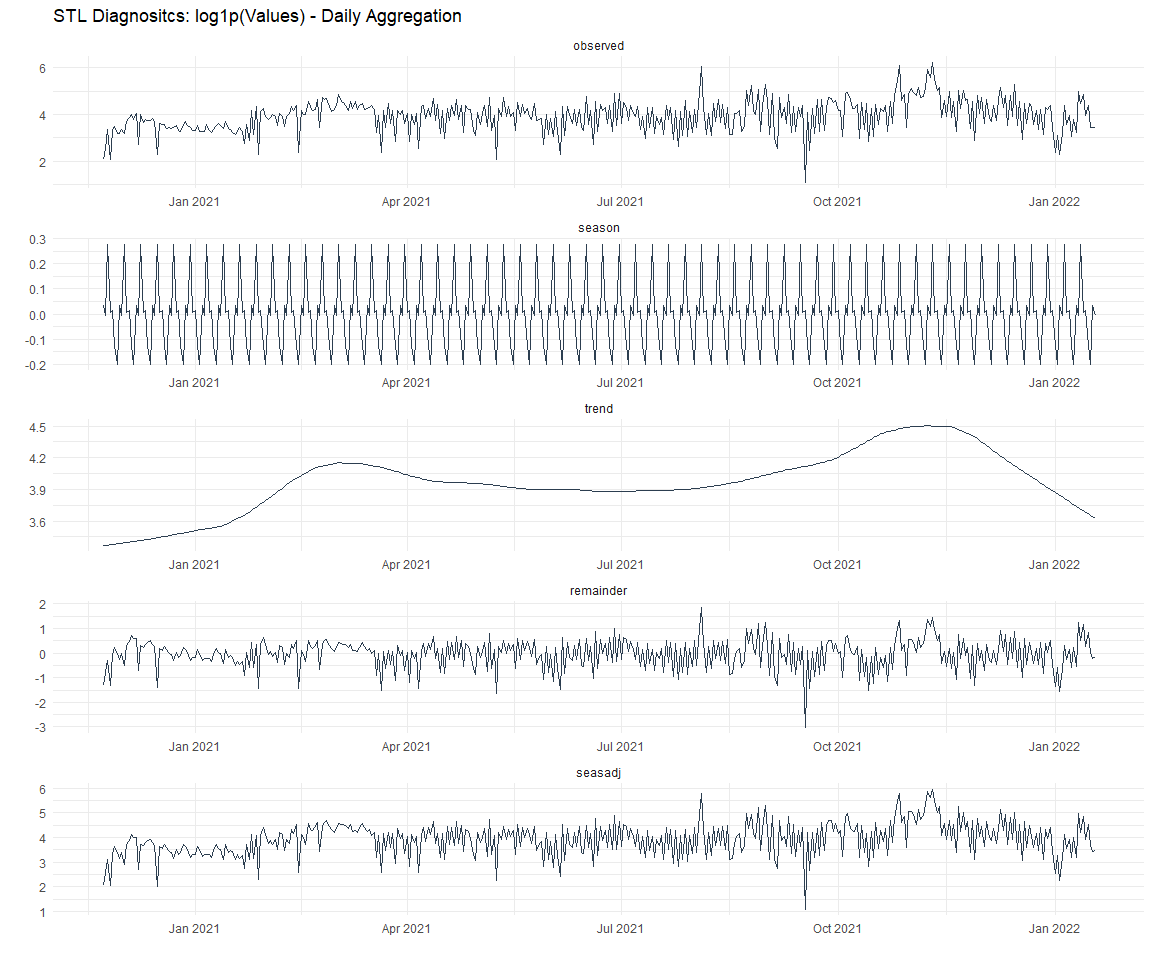 STL Diagnositcs: log1p(Values) - Daily Aggregation
observed
6
4
2
Jan 2021 Apr 2021 Jul 2021 Oct 2021 Jan 2022
season
0.3
0.2
0.1
0.0
-0.1
-0.2
Jan 2021 Apr 2021 Jul 2021 Oct 2021 Jan 2022
trend
4.5
4.2
3.9
3.6
Jan 2021 Apr 2021 Jul 2021 Oct 2021 Jan 2022
remainder
2
1
0
-1
-2
-3
Jan 2021 Apr 2021 Jul 2021 Oct 2021 Jan 2022
seasadj
6
5
4
3
2
1
Jan 2021 Apr 2021 Jul 2021 Oct 2021 Jan 2022